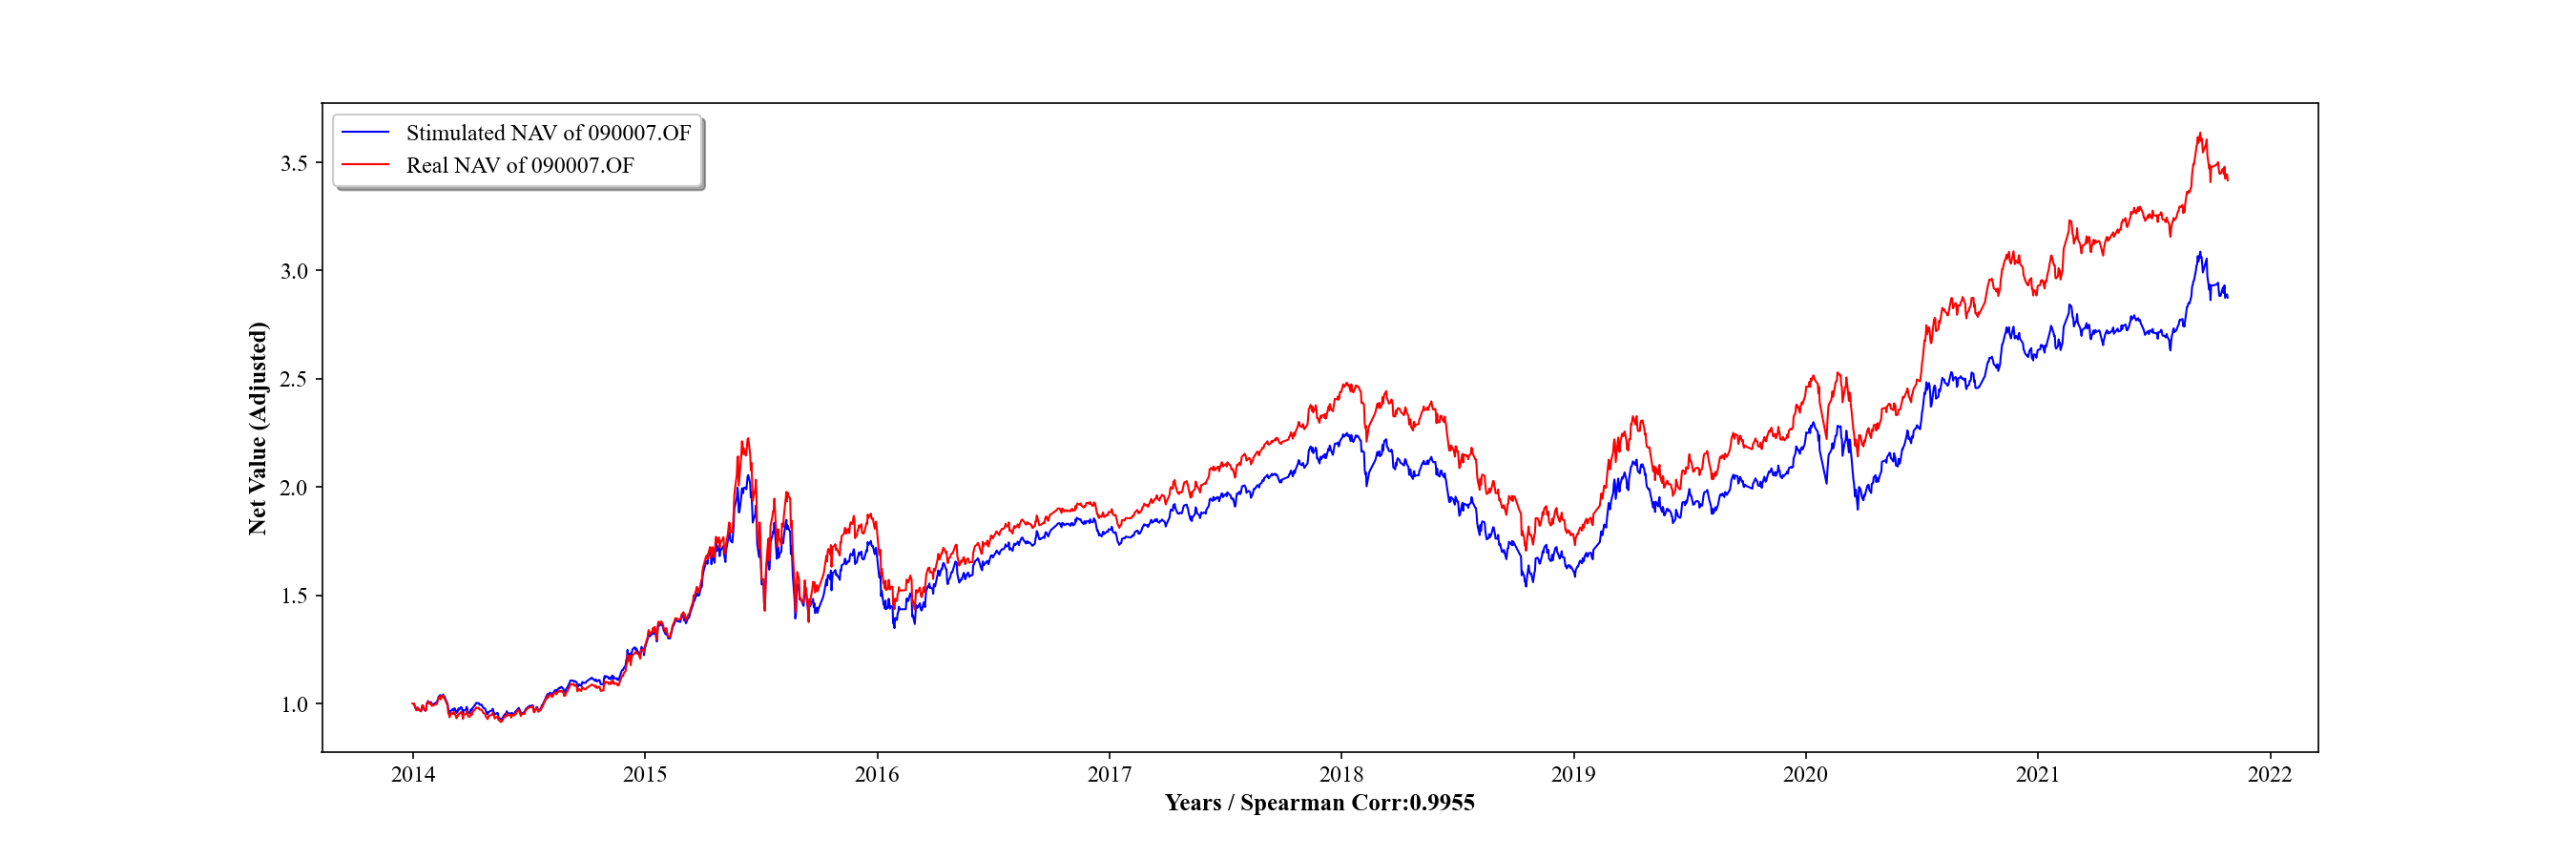 Stimulated NAV of 090007.OF
Real NAV of 090007.OF
3.5
3.0
2.5
2.0
1.5
1.0
Net Value (Adjusted)
2014 2015 2016 2017 2018 2019 2020 2021 2022
Years / Spearman Corr:0.9955